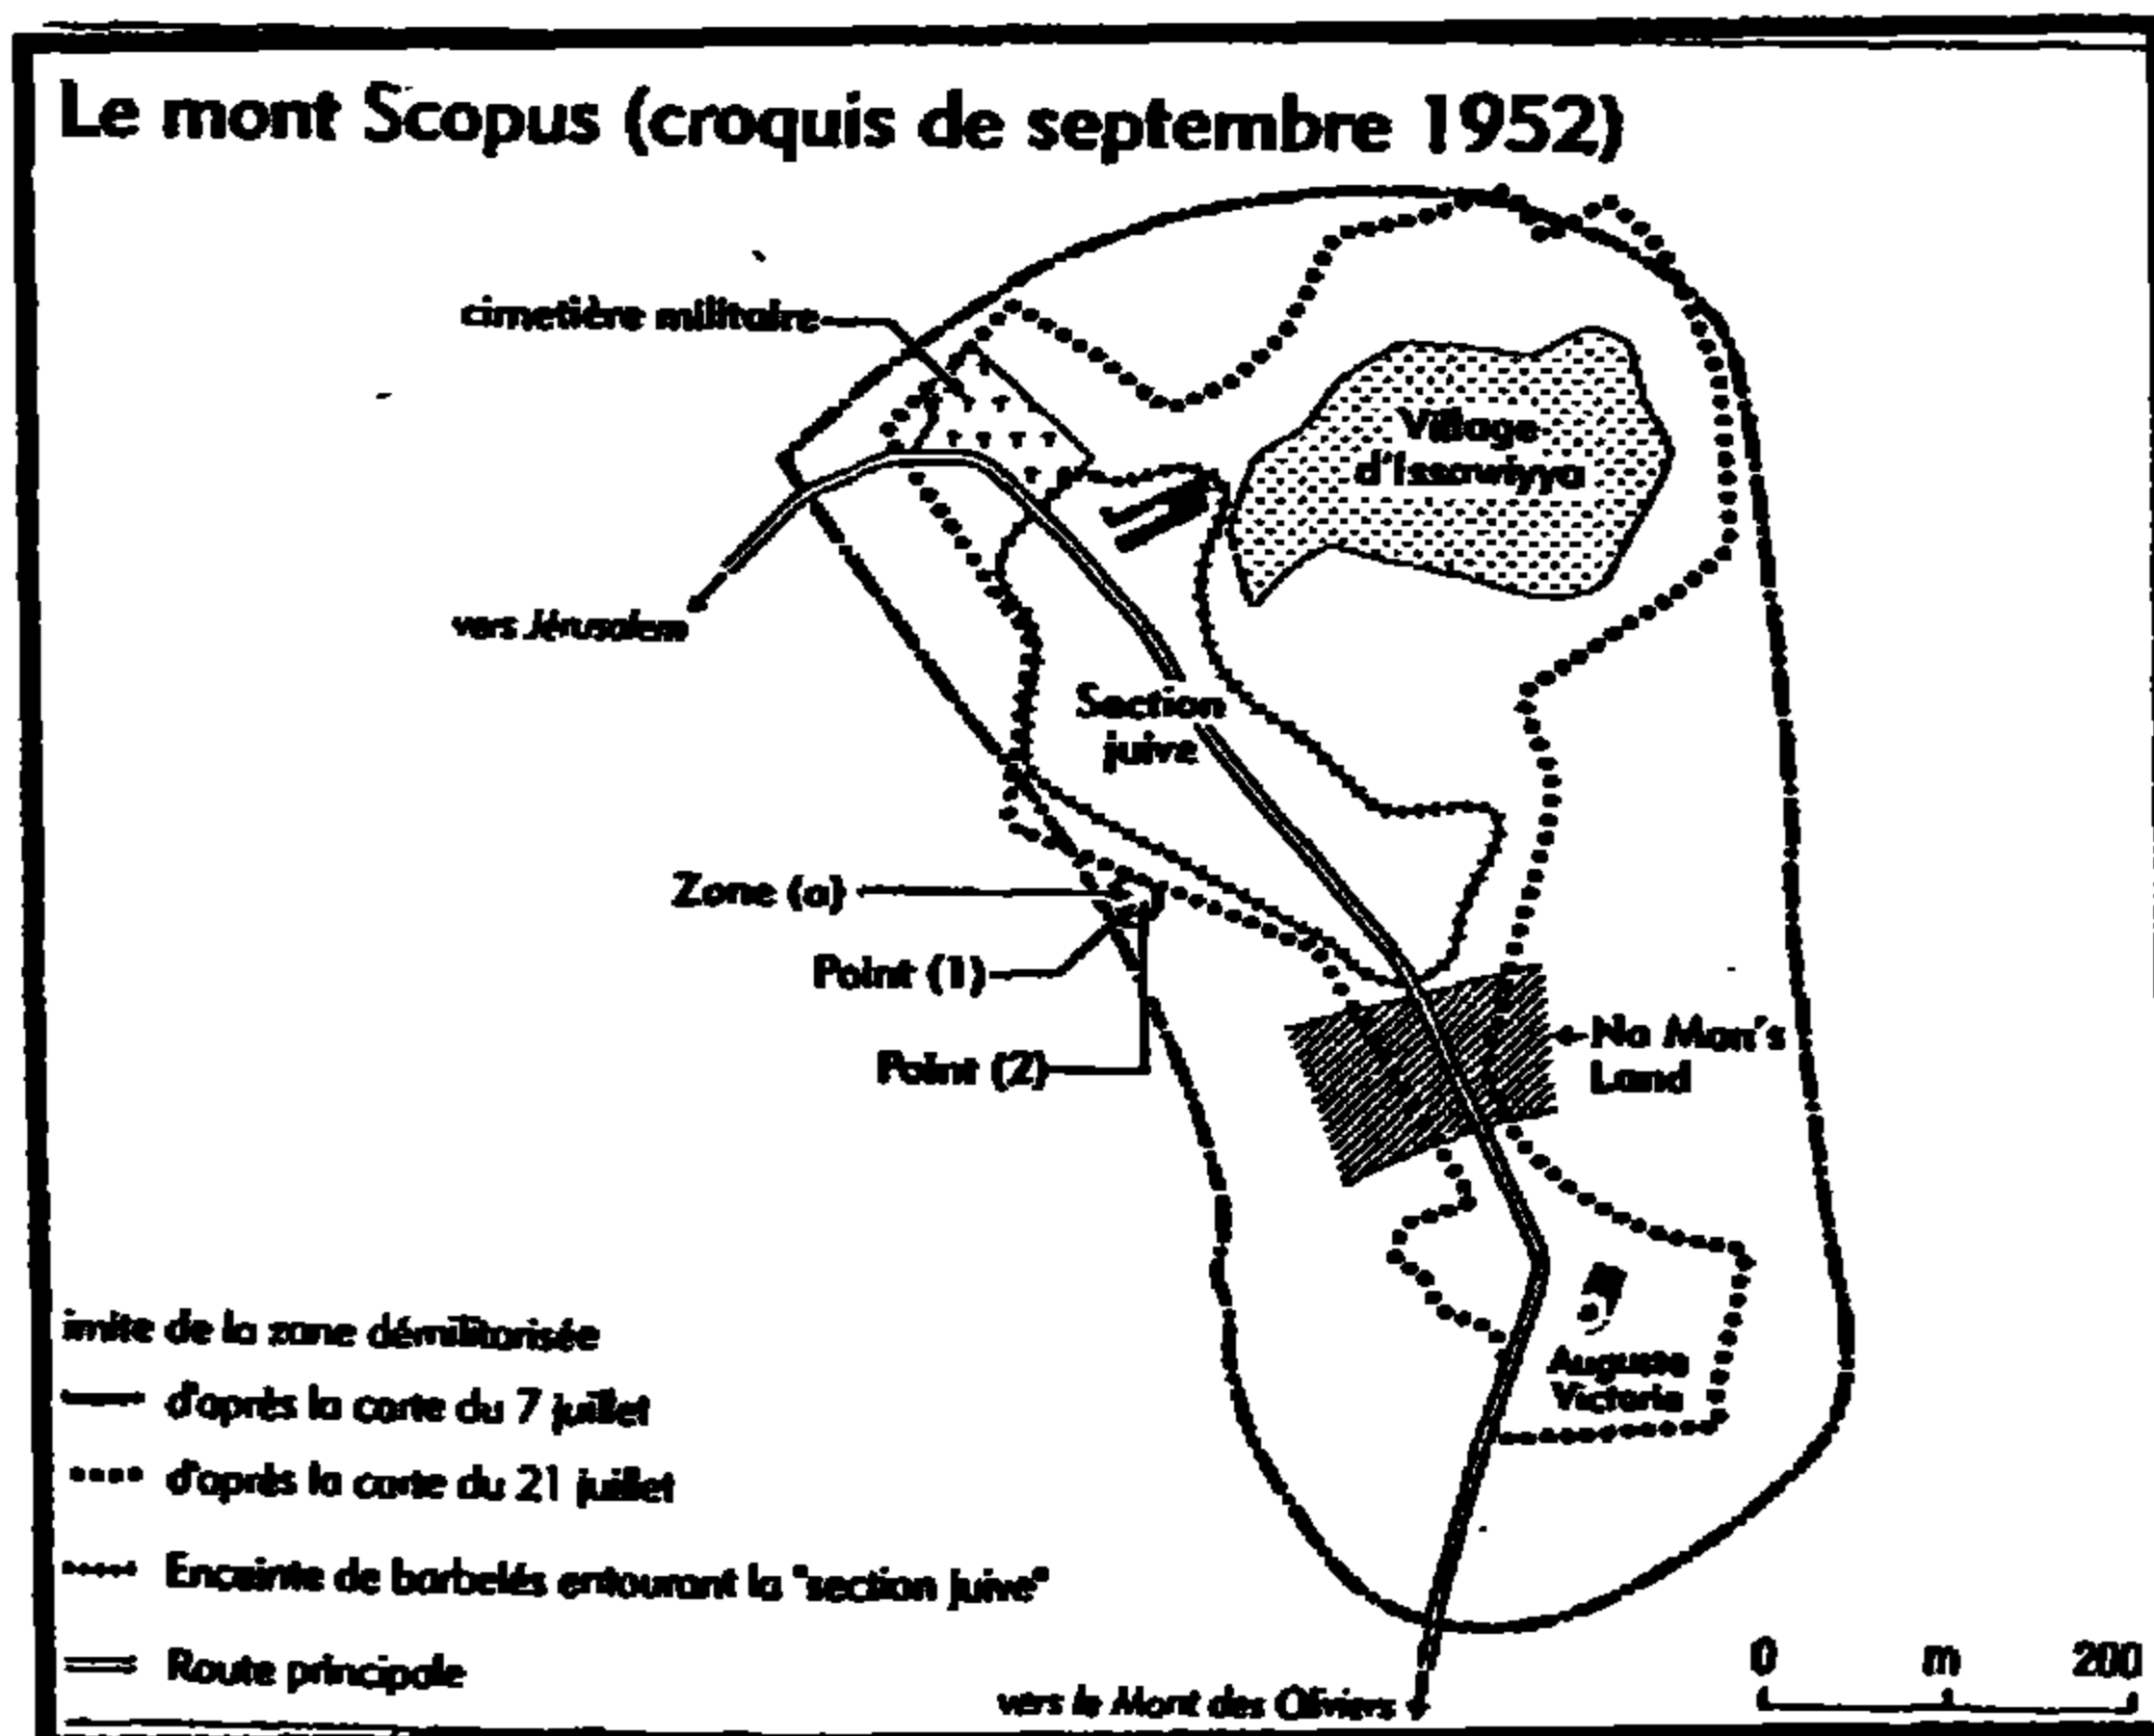 Le mont Scopus (croquis de septembre 1952)
cimetière militaire
Village
d'Issawiyya
vers Jérusalem
Section
juive
Zone (a)
Point (1)
No Man's
Land
Point (2)
Augusta
Victoria
imite de la zone démilitarisée
d'après la carte du 7 juillet
d'après la carte du 21 juillet
Enceinte de barbelés entourant la "section juive"
Route principale
0 m 200
vers le Mont des Oliviers